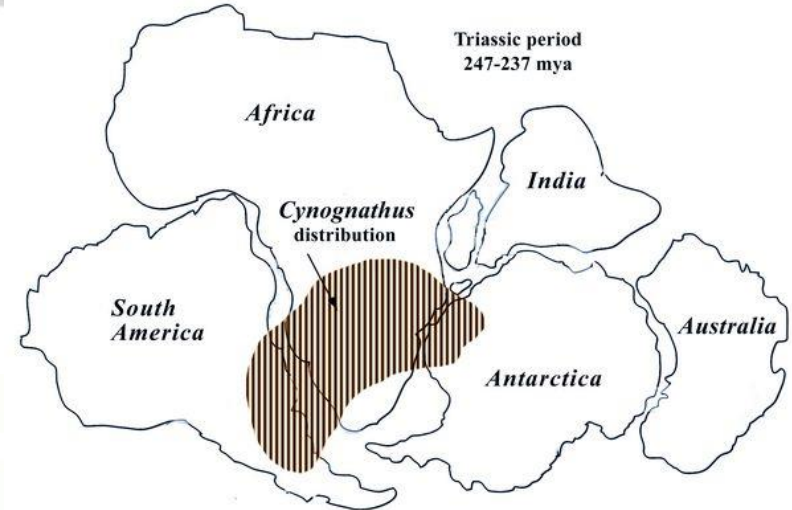 Triassic period
247-237 mya
Africa
India
Cynognathus
distribution
South
America
Australia
Antarctica